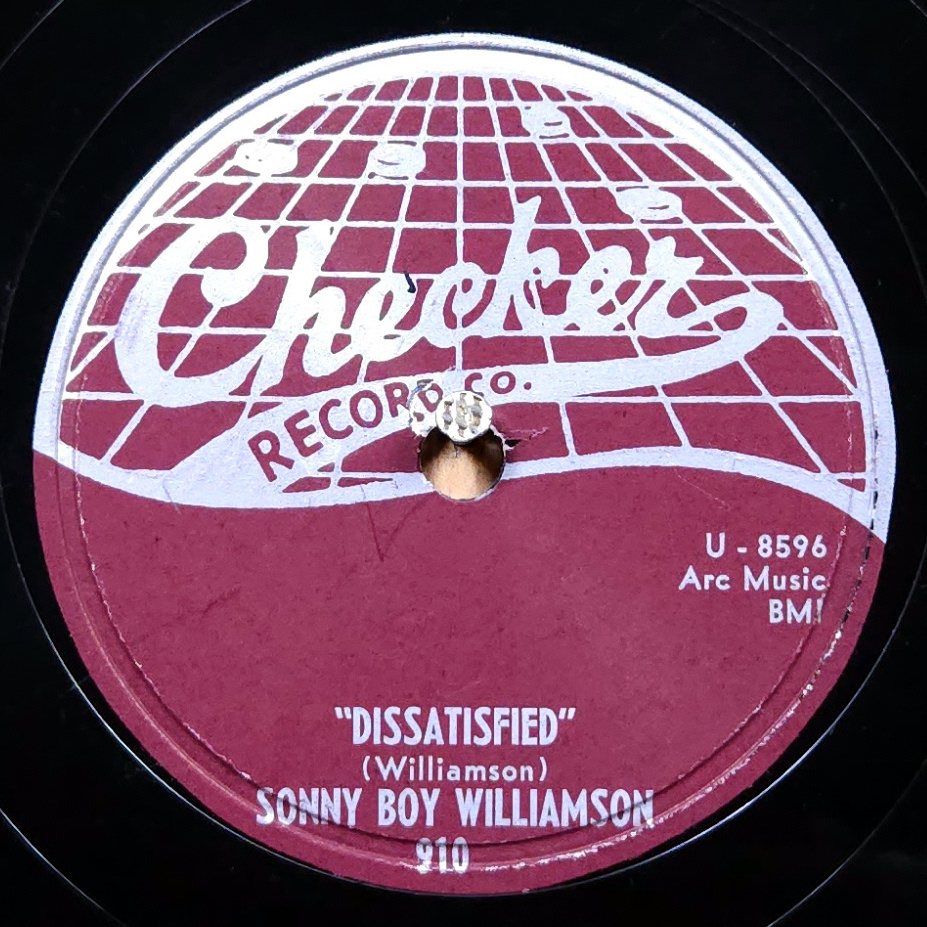 Checker
RECORD CO.
U - 8596
Arc Music
BMI
"DISSATISFIED"
(Williamson)
SONNY BOY WILLIAMSON
910